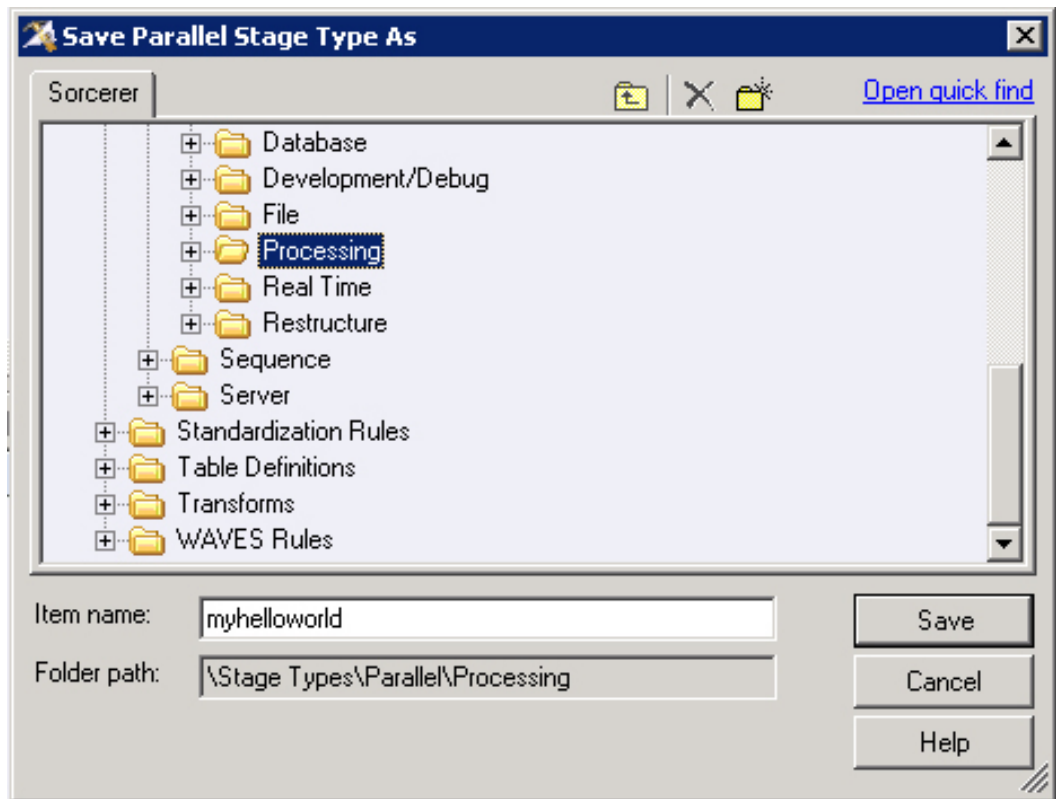 Save Parallel Stage Type As
Sorcerer
Open quick find
Database
Development/Debug
File
Processing
Real Time
Restructure
Sequence
Server
Standardization Rules
Table Definitions
Transforms
WAVES Rules
Item name: myhelloworld Save
Folder path: \Stage Types\Parallel\Processing Cancel
Help